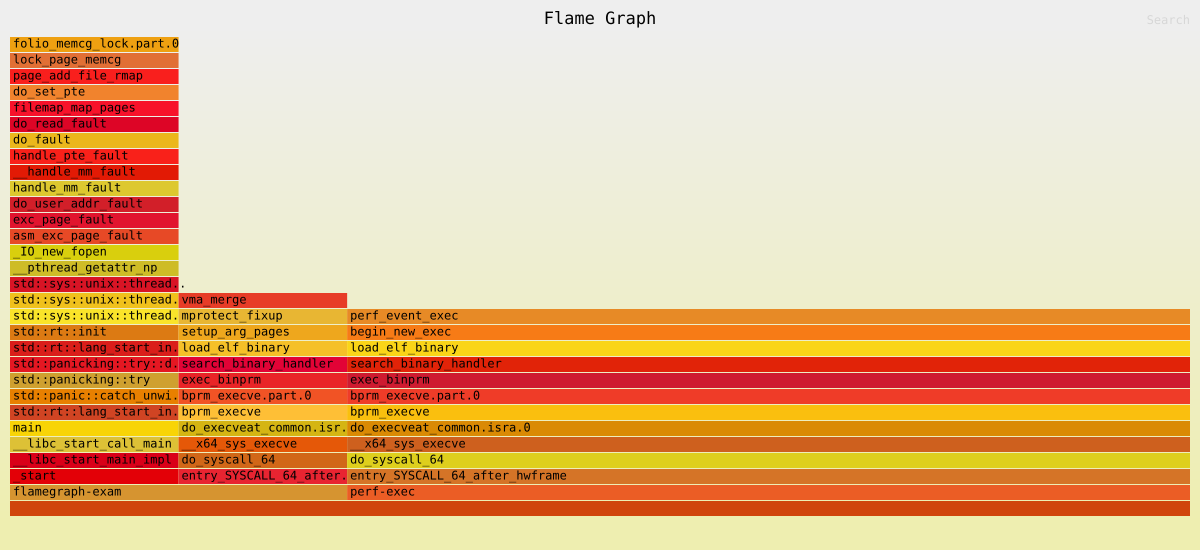 Flame Graph
Search
folio_memcg_lock.part.0
lock_page_memcg
page_add_file_rmap
do_set_pte
filemap_map_pages
do_read_fault
do_fault
handle_pte_fault
__handle_mm_fault
handle_mm_fault
do_user_addr_fault
exc_page_fault
asm_exc_page_fault
_IO_new_fopen
__pthread_getattr_np
std::sys::unix::thread..
std::sys::unix::thread. vma_merge
std::sys::unix::thread. mprotect_fixup perf_event_exec
std::rt::init setup_arg_pages begin_new_exec
std::rt::lang_start_in. load_elf_binary load_elf_binary
std::panicking::try::d. search_binary_handler search_binary_handler
std::panicking::try exec_binprm exec_binprm
std::panic::catch_unwi. bprm_execve.part.0 bprm_execve.part.0
std::rt::lang_start_in. bprm_execve bprm_execve
main do_execveat_common.isr. do_execveat_common.isra.0
__libc_start_call_main __x64_sys_execve __x64_sys_execve
__libc_start_main_impl do_syscall_64 do_syscall_64
_start entry_SYSCALL_64_after. entry_SYSCALL_64_after_hwframe
flamegraph-exam perf-exec